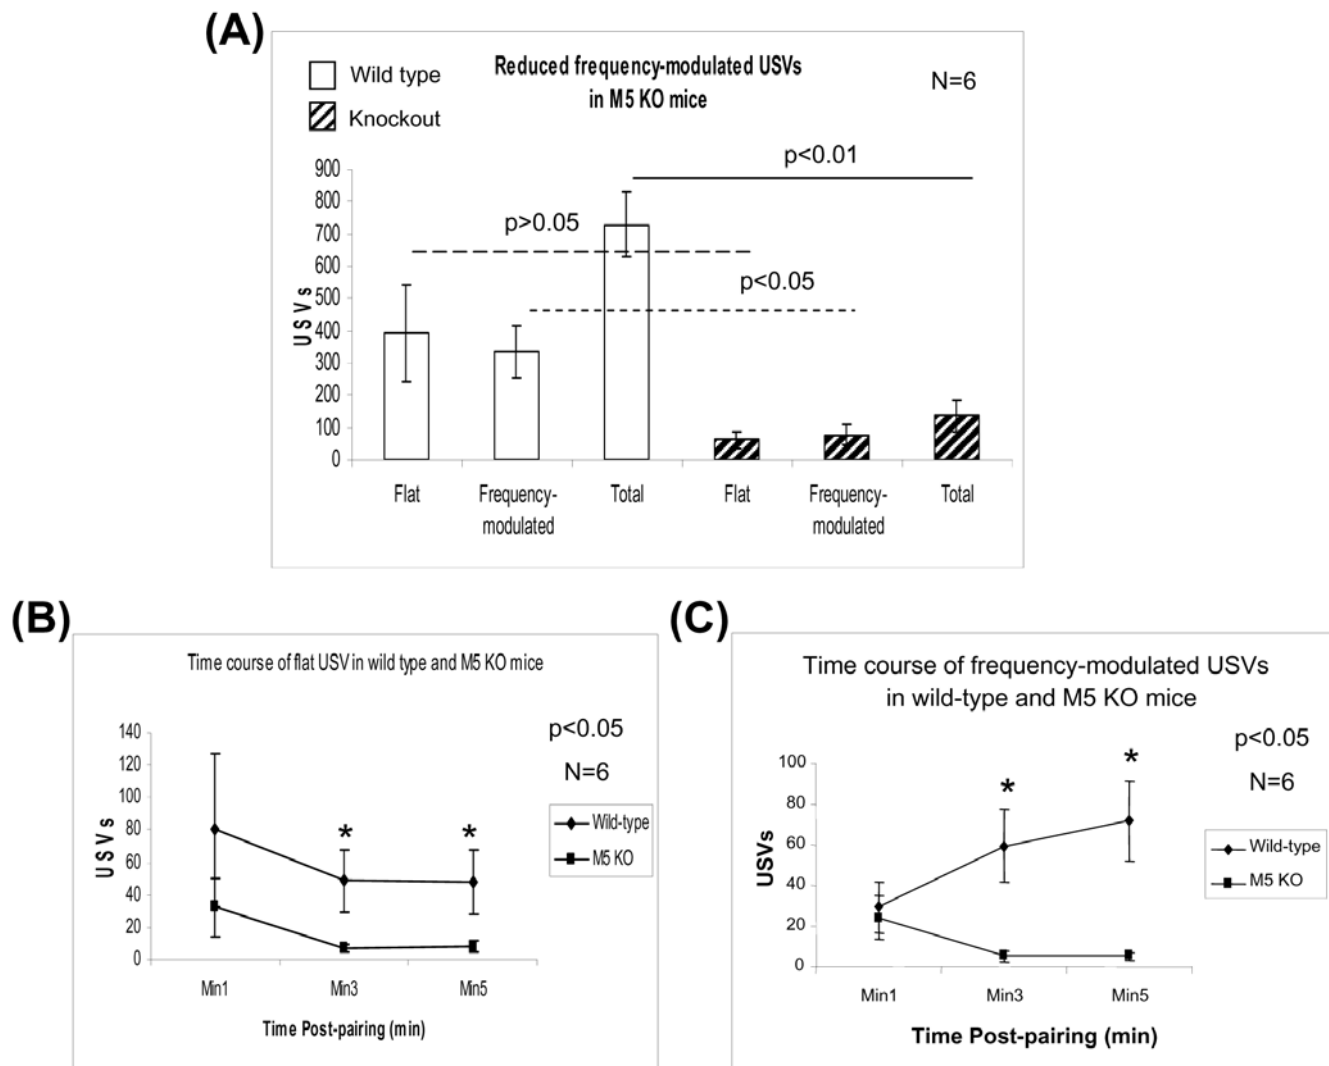 (A)
Wild type
Knockout
Reduced frequency-modulated USVs
in M5 KO mice
N=6
p<0.01
p>0.05
p<0.05
USVs
900
800
700
600
500
400
300
200
100
0
Flat
Frequency-
modulated
Total
Flat
Frequency-
modulated
Total
(B)
Time course of flat USV in wild type and M5 KO mice
p<0.05
N=6
Wild-type
M5 KO
USVs
140
120
100
80
60
40
20
0
*
*
Min1
Min3
Min5
Time Post-pairing (min)
(C)
Time course of frequency-modulated USVs
in wild-type and M5 KO mice
p<0.05
N=6
Wild-type
M5 KO
USVs
100
80
60
40
20
0
*
*
Min1
Min3
Min5
Time Post-pairing (min)